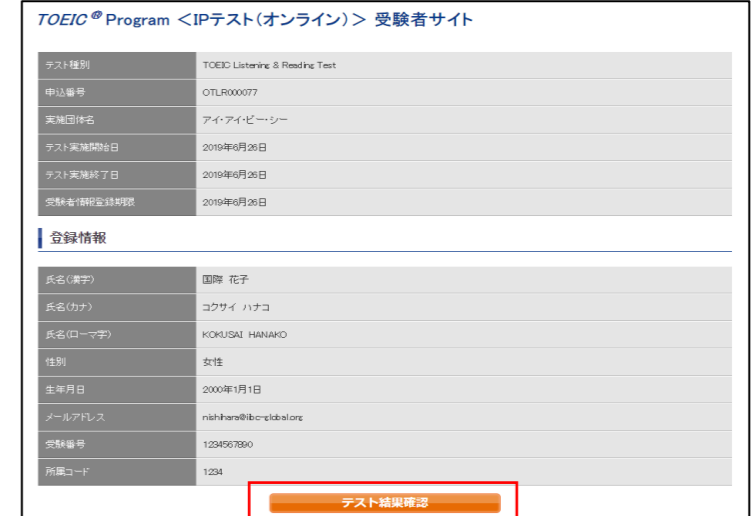 TOEIC® Program ＜IPテスト（オンライン）＞ 受験者サイト
テスト種別 TOEIC Listening & Reading Test
申込番号 OTLR000077
実施団体名 アイ・アイ・ビー・シー
テスト実施開始日 2019年6月26日
テスト実施終了日 2019年6月26日
受験者情報登録期限 2019年6月26日
登録情報
氏名(漢字) 国際 花子
氏名(カナ) コクサイ ハナコ
氏名(ローマ字) KOKUSAI HANAKO
性別 女性
生年月日 2000年1月1日
メールアドレス nishihara@iibc-global.org
受験番号 1234567890
所属コード 1234
テスト結果確認